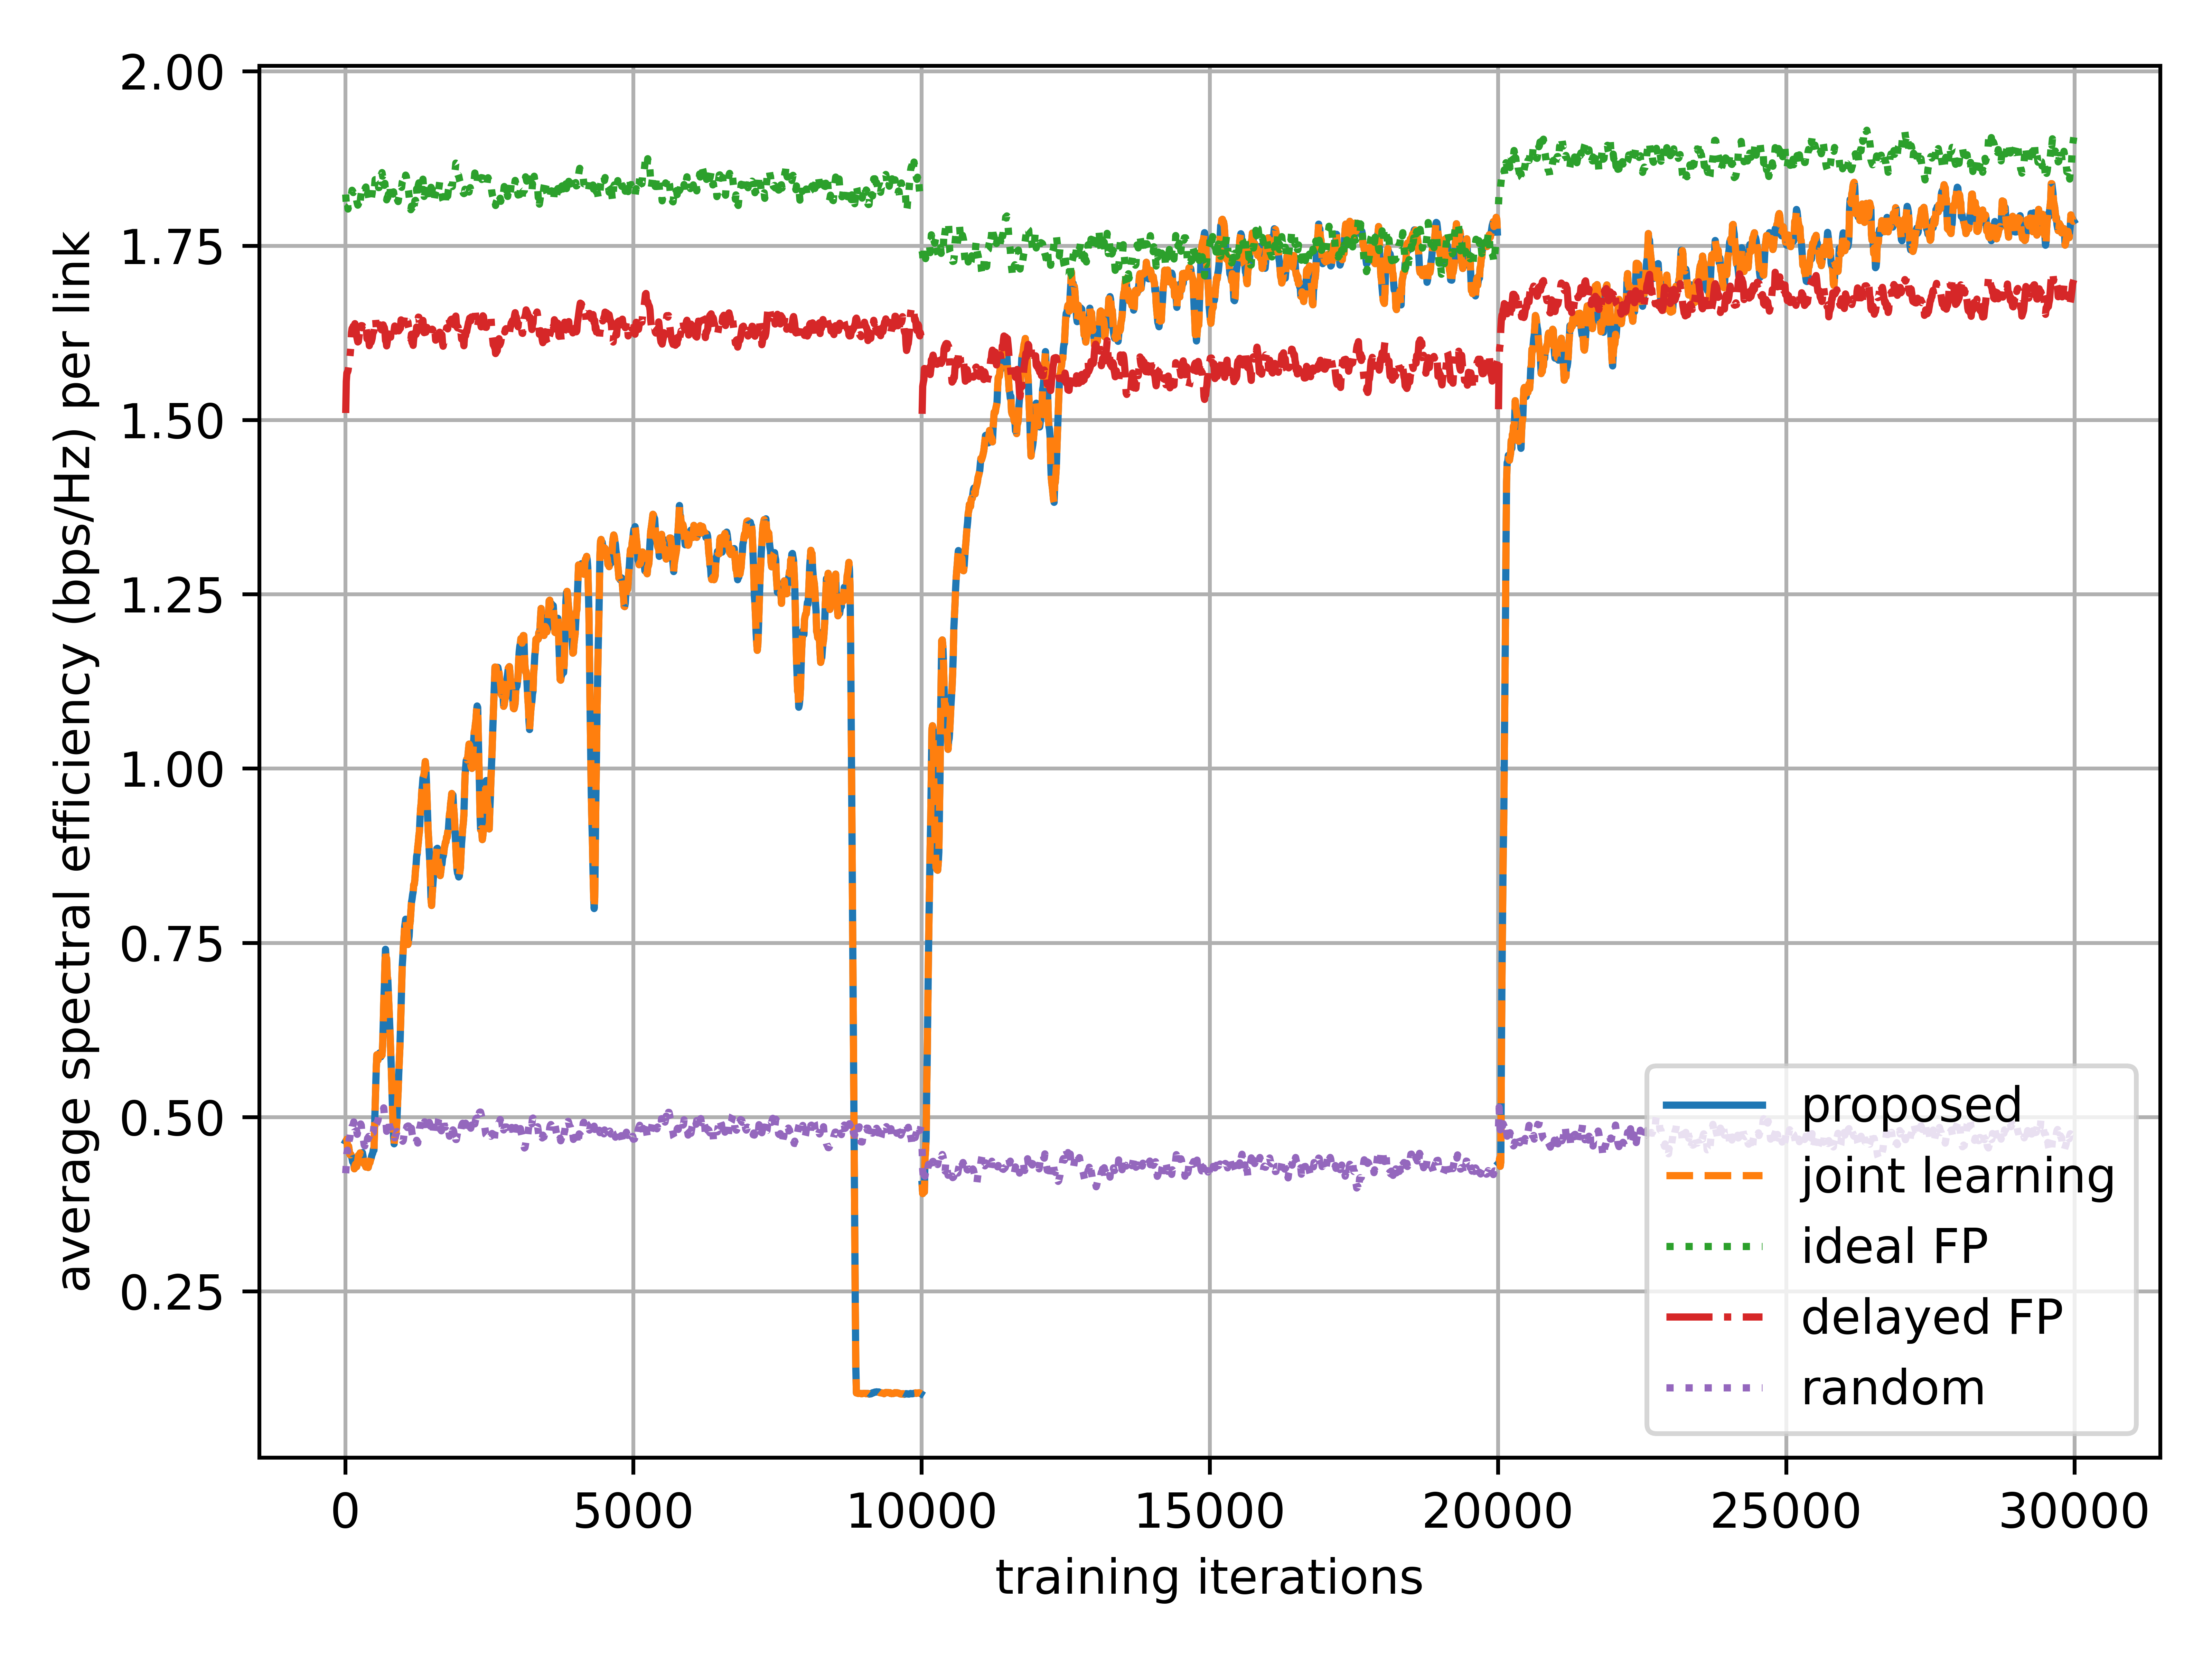 2.00
1.75
1.50
1.25
1.00
0.75
0.50
0.25
average spectral efficiency (bps/Hz) per link
proposed
joint learning
ideal FP
delayed FP
random
0 5000 10000 15000 20000 25000 30000
training iterations